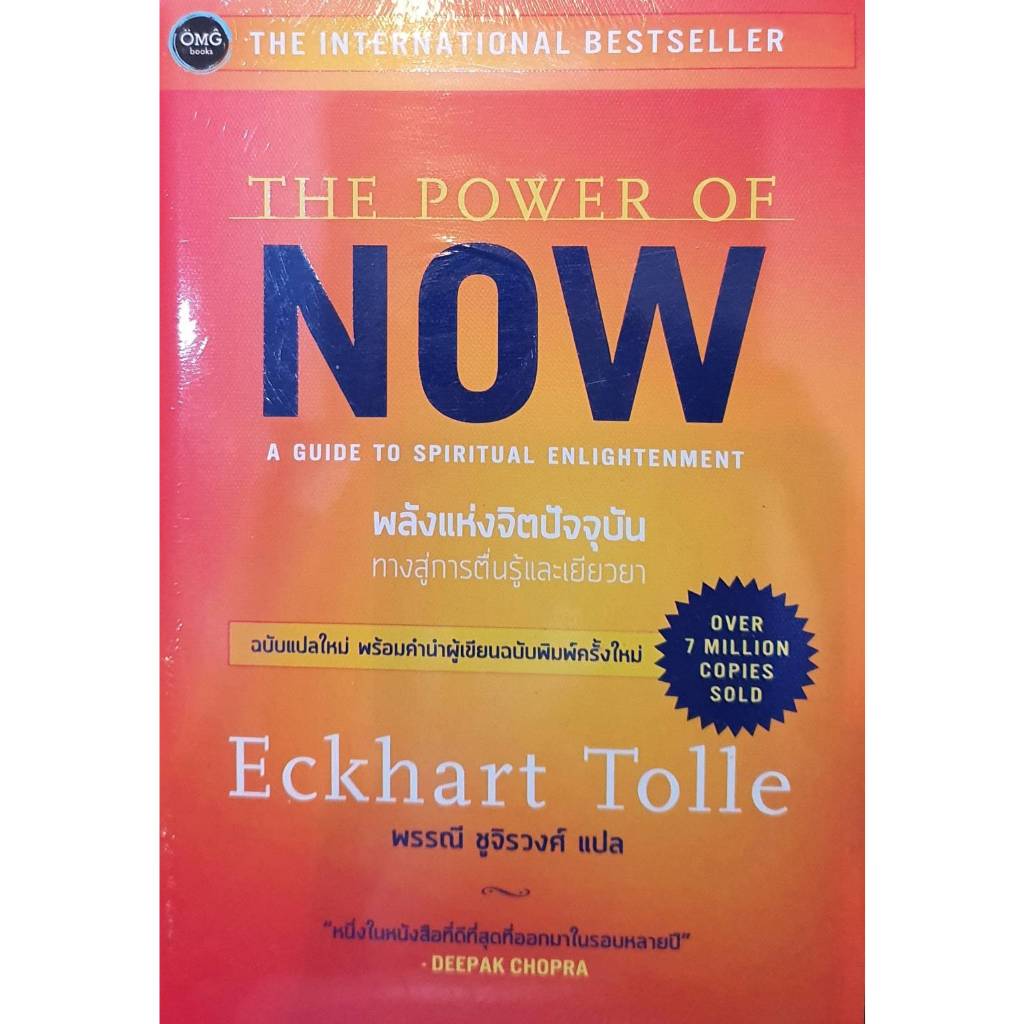 ÖMĜ
books
THE INTERNATIONAL BESTSELLER
THE POWER OF
NOW
A GUIDE TO SPIRITUAL ENLIGHTENMENT
พลังแห่งจิตปัจจุบัน
ทางสู่การตื่นรู้และเยียวยา
ฉบับแปลใหม่ พร้อมคำนำผู้เขียนฉบับพิมพ์ครั้งใหม่
OVER
7 MILLION
COPIES
SOLD
Eckhart Tolle
พรรณี ชูจิรวงศ์ แปล
“หนึ่งในหนังสือที่ดีที่สุดที่ออกมาในรอบหลายปี”
- DEEPAK CHOPRA